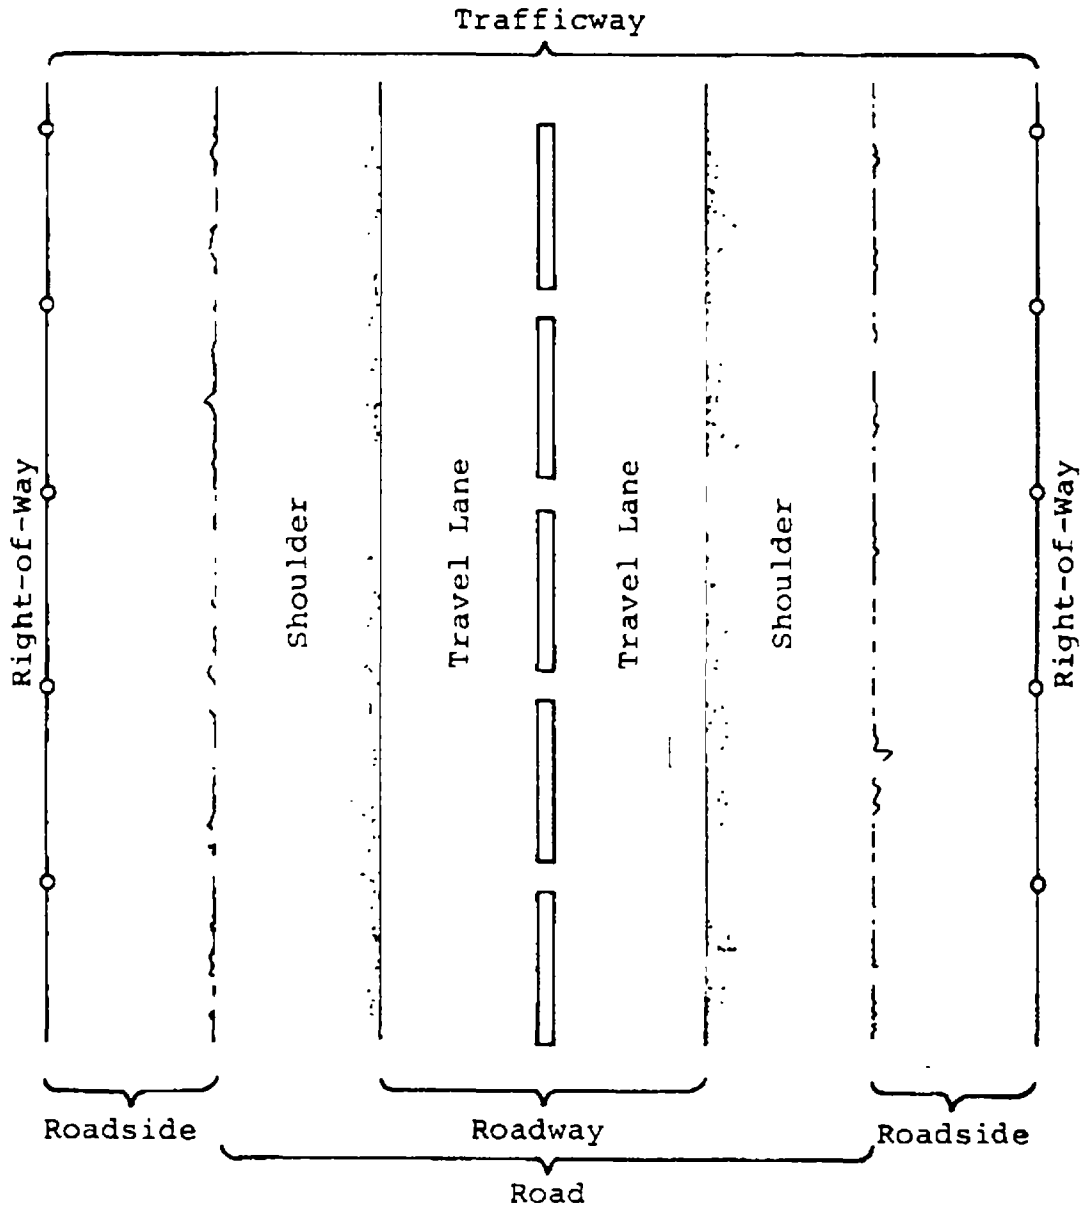 Trafficway
Right-of-Way
Shoulder
Travel Lane
Travel Lane
Shoulder
Right-of-Way
Roadside
Roadway
Roadside
Road